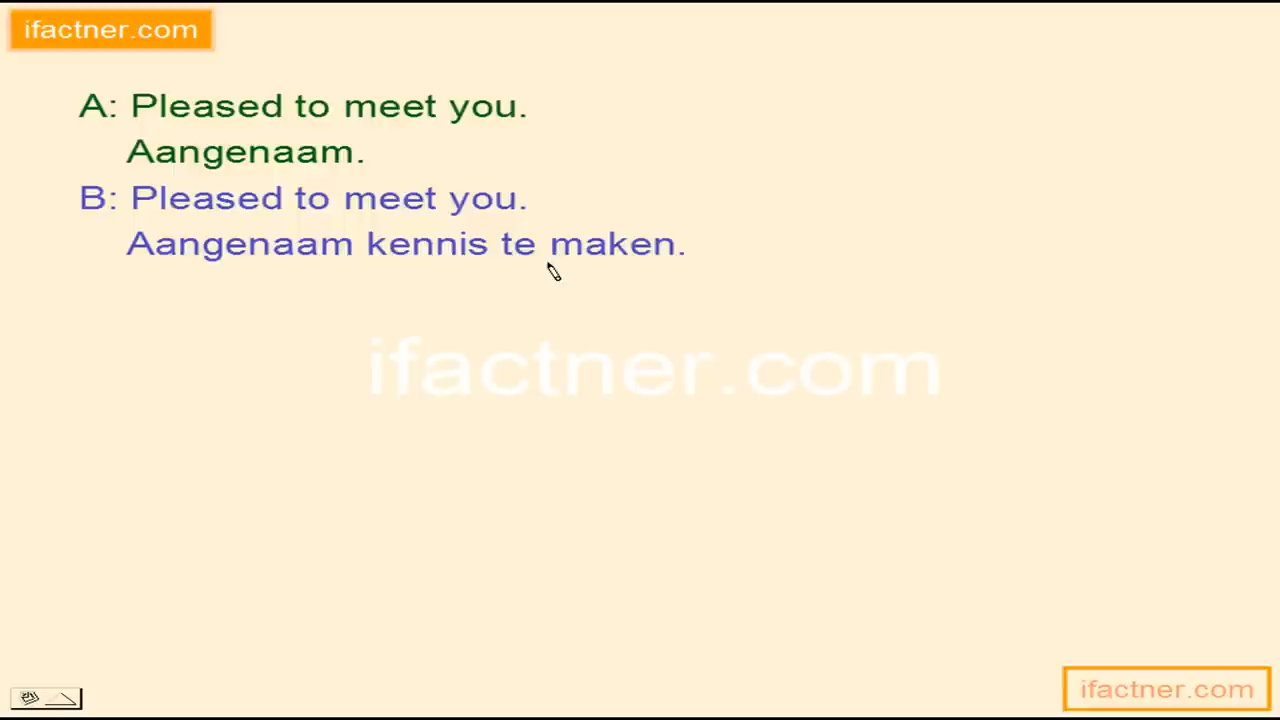 ifactner.com
A: Pleased to meet you.
Aangenaam.
B: Pleased to meet you.
Aangenaam kennis te maken.
ifactner.com
ifactner.com